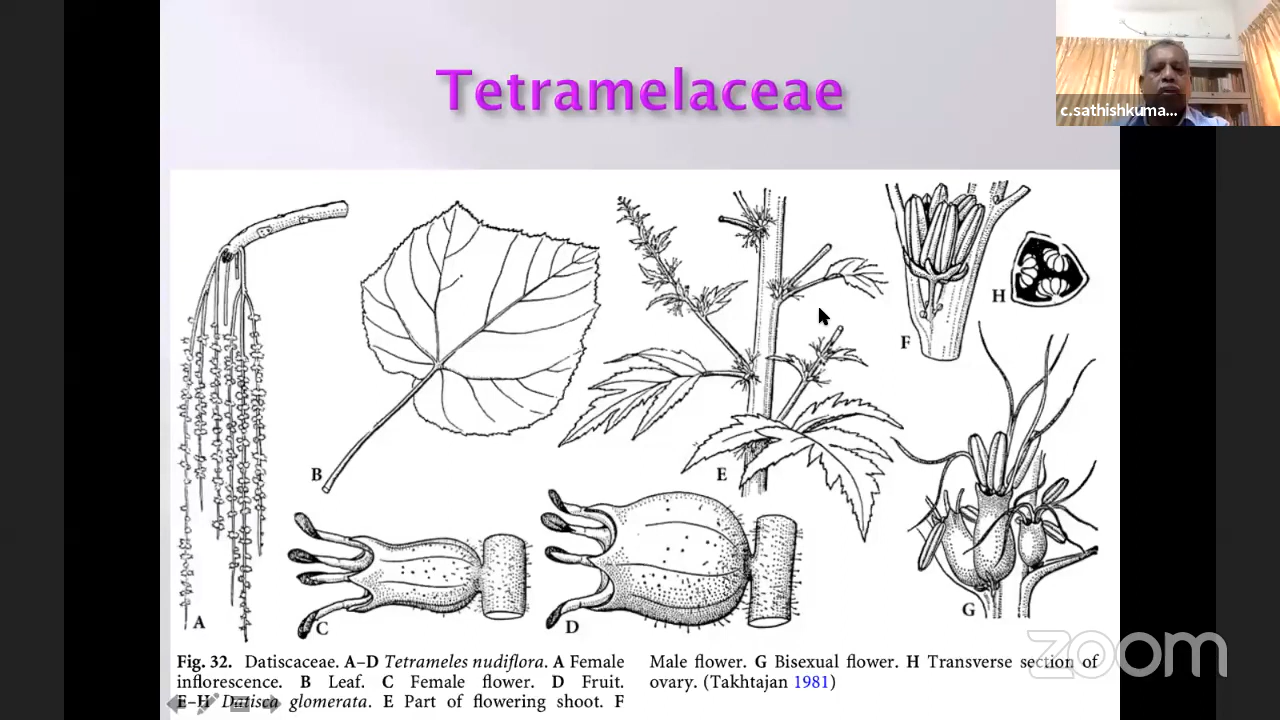 Tetramelaceae
c.sathishkuma...
H
F
B
E
A
C
D
G
zoom
Fig. 32. Datiscaceae. A–D Tetrameles nudiflora. A Female
inflorescence. B Leaf. C Female flower. D Fruit.
E–H Datisca glomerata. E Part of flowering shoot. F
Male flower. G Bisexual flower. H Transverse section of
ovary. (Takhtajan 1981)